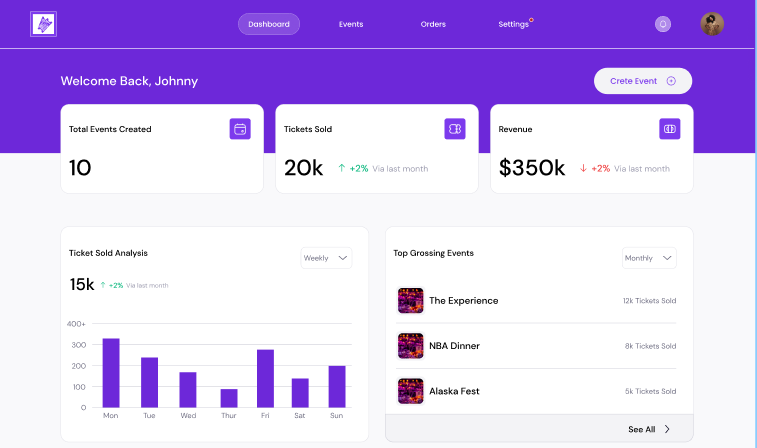 Dashboard Events Orders Settings
Welcome Back, Johnny
Crete Event
Total Events Created
10
Tickets Sold
20k +2% Via last month
Revenue
$350k +2% Via last month
Ticket Sold Analysis
Weekly
15k +2% Via last month
400+
300
200
100
0
Mon Tue Wed Thur Fri Sat Sun
Top Grossing Events
Monthly
The Experience 12k Tickets Sold
NBA Dinner 8k Tickets Sold
Alaska Fest 5k Tickets Sold
See All